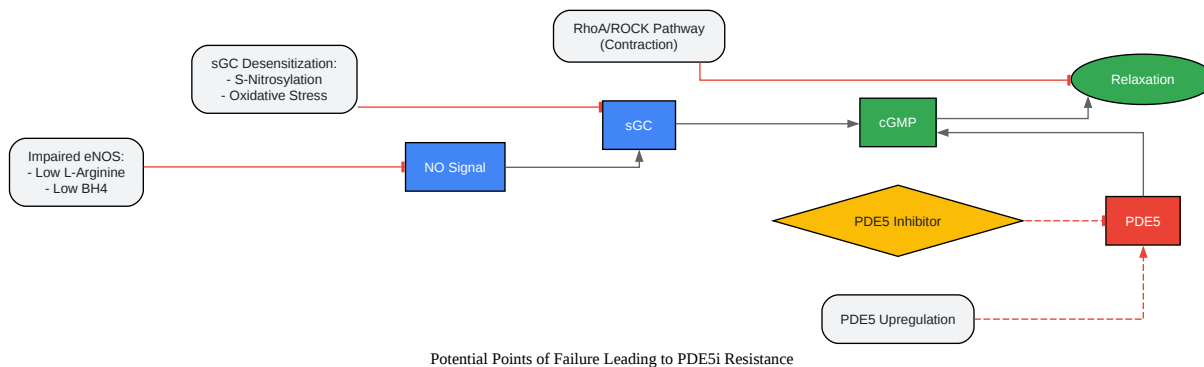 RhoA/ROCK Pathway
(Contraction)
sGC Desensitization:
- S-Nitrosylation
- Oxidative Stress
Relaxation
sGC
cGMP
Impaired eNOS:
- Low L-Arginine
- Low BH4
NO Signal
PDE5 Inhibitor
PDE5
PDE5 Upregulation
Potential Points of Failure Leading to PDE5i Resistance